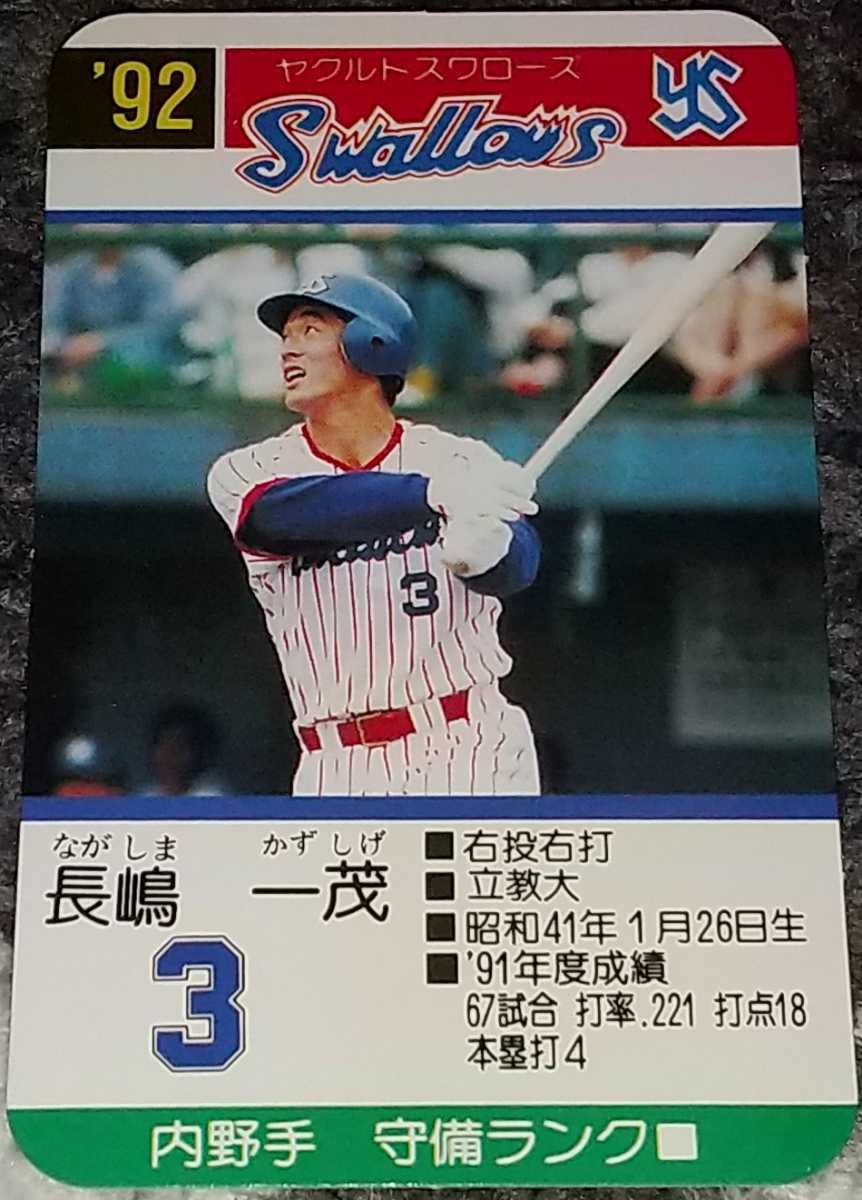 '92
ヤクルトスワローズ
Swallows
YS
YS
3
ながしま かずしげ
長嶋 一茂
3
■右投右打
■立教大
■昭和41年1月26日生
■'91年度成績
67試合 打率.221 打点18
本塁打4
内野手 守備ランク■